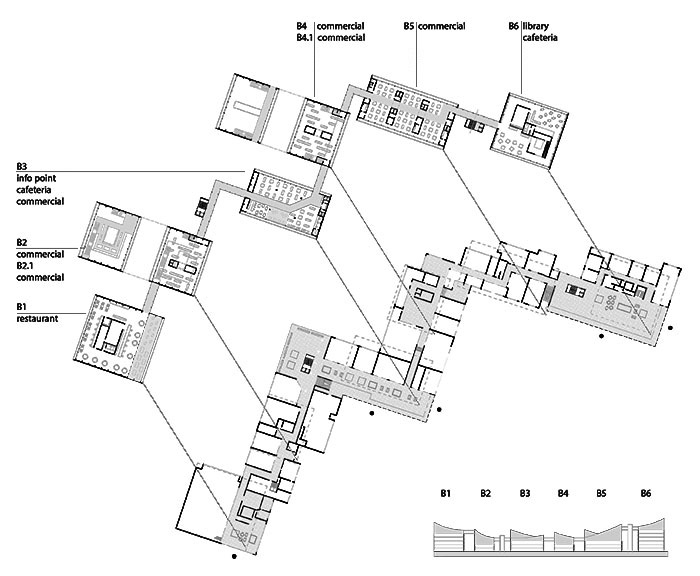 B4 commercial
B4.1 commercial
B5 commercial
B6 library
cafeteria
B3
info point
cafeteria
commercial
B2
commercial
B2.1
commercial
B1
restaurant
B1 B2 B3 B4 B5 B6